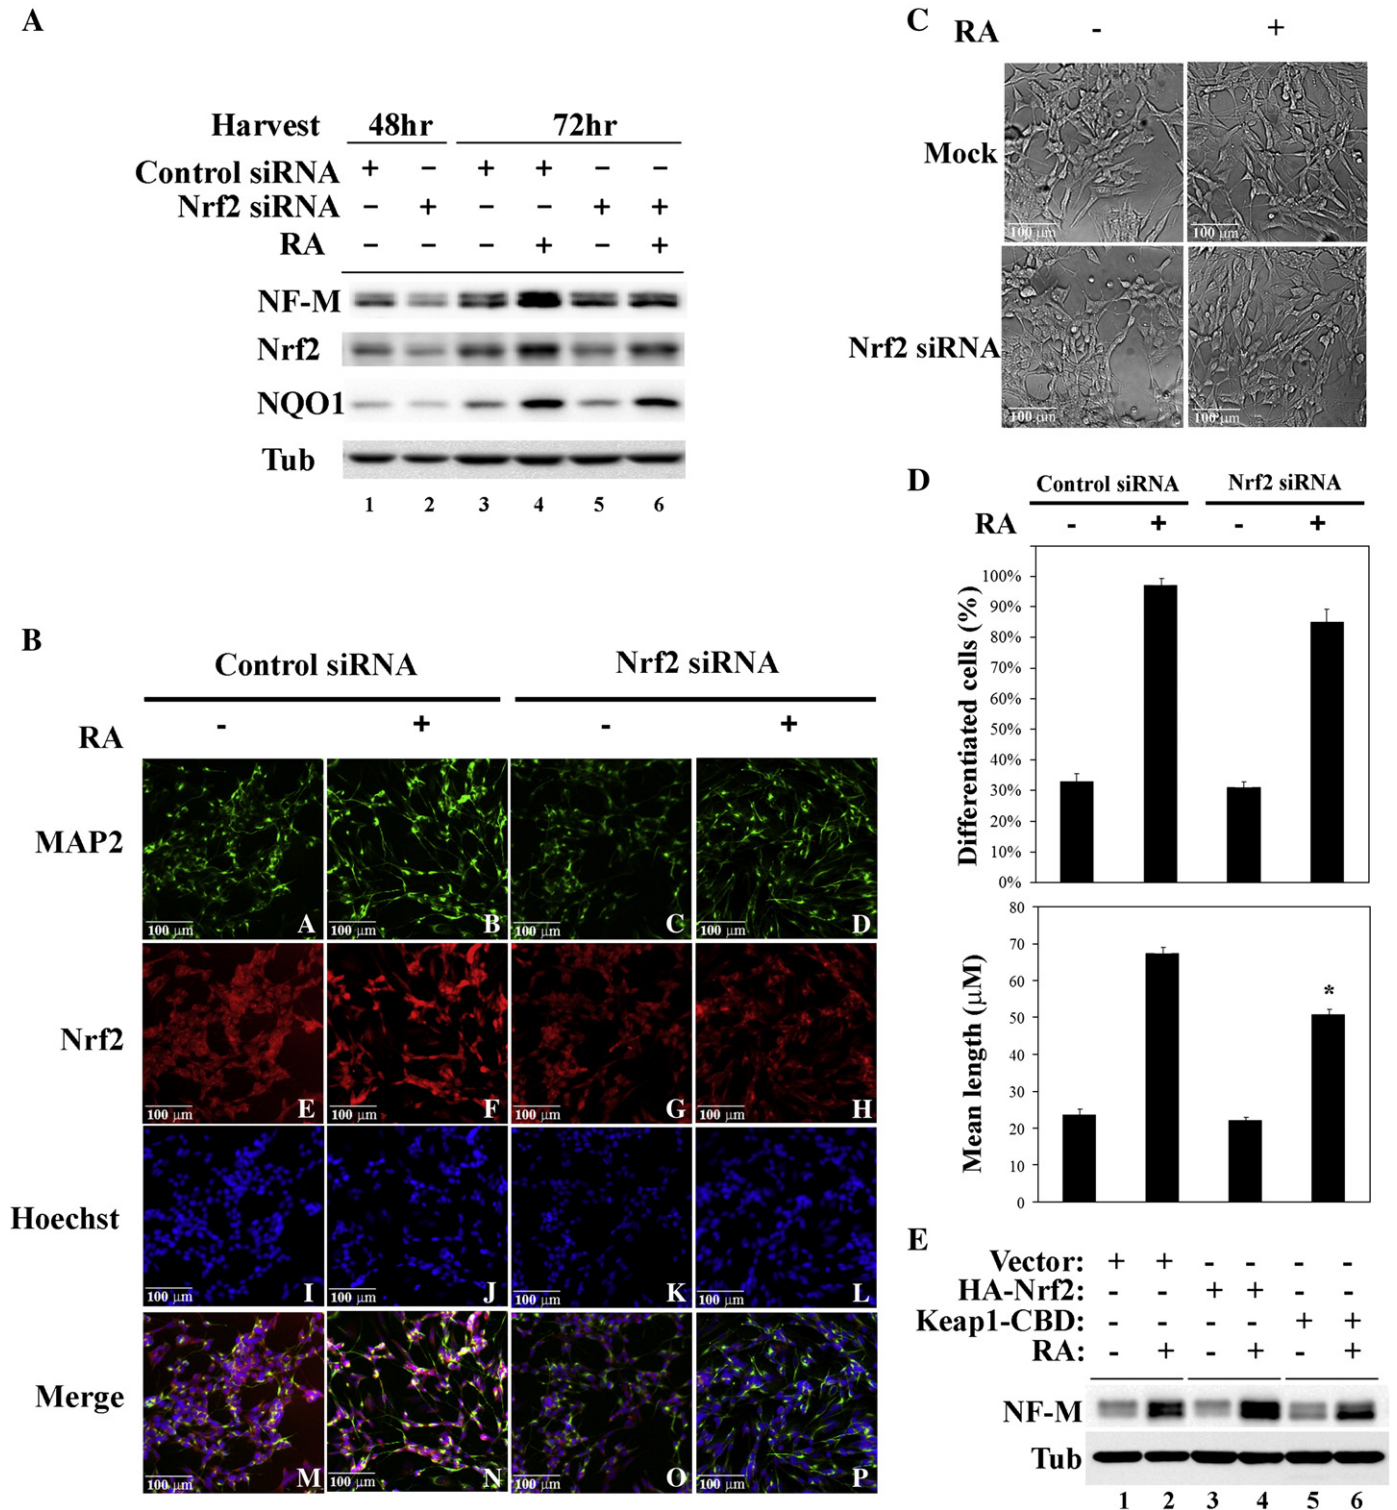 A
Harvest 48hr 72hr
Control siRNA + − + + − −
Nrf2 siRNA − + − − + +
RA − − − + − +
NF-M
Nrf2
NQO1
Tub
1 2 3 4 5 6
B
Control siRNA Nrf2 siRNA
RA - + - +
MAP2
100 μm A 100 μm B 100 μm C 100 μm D
Nrf2
100 μm E 100 μm F 100 μm G 100 μm H
Hoechst
100 μm I 100 μm J 100 μm K 100 μm L
Merge
100 μm M 100 μm N 100 μm O 100 μm P
C
RA - +
Mock
100 μm 100 μm
Nrf2 siRNA
100 μm 100 μm
D
Control siRNA Nrf2 siRNA
RA - + - +
Differentiated cells (%)
100%
90%
80%
70%
60%
50%
40%
30%
20%
10%
0%
Mean length (μM)
80
70
60
50
40
30
20
10
0
*
E
Vector: + + - - - -
HA-Nrf2: - - + + - -
Keap1-CBD: - - - - + +
RA: - + - + - +
NF-M
Tub
1 2 3 4 5 6